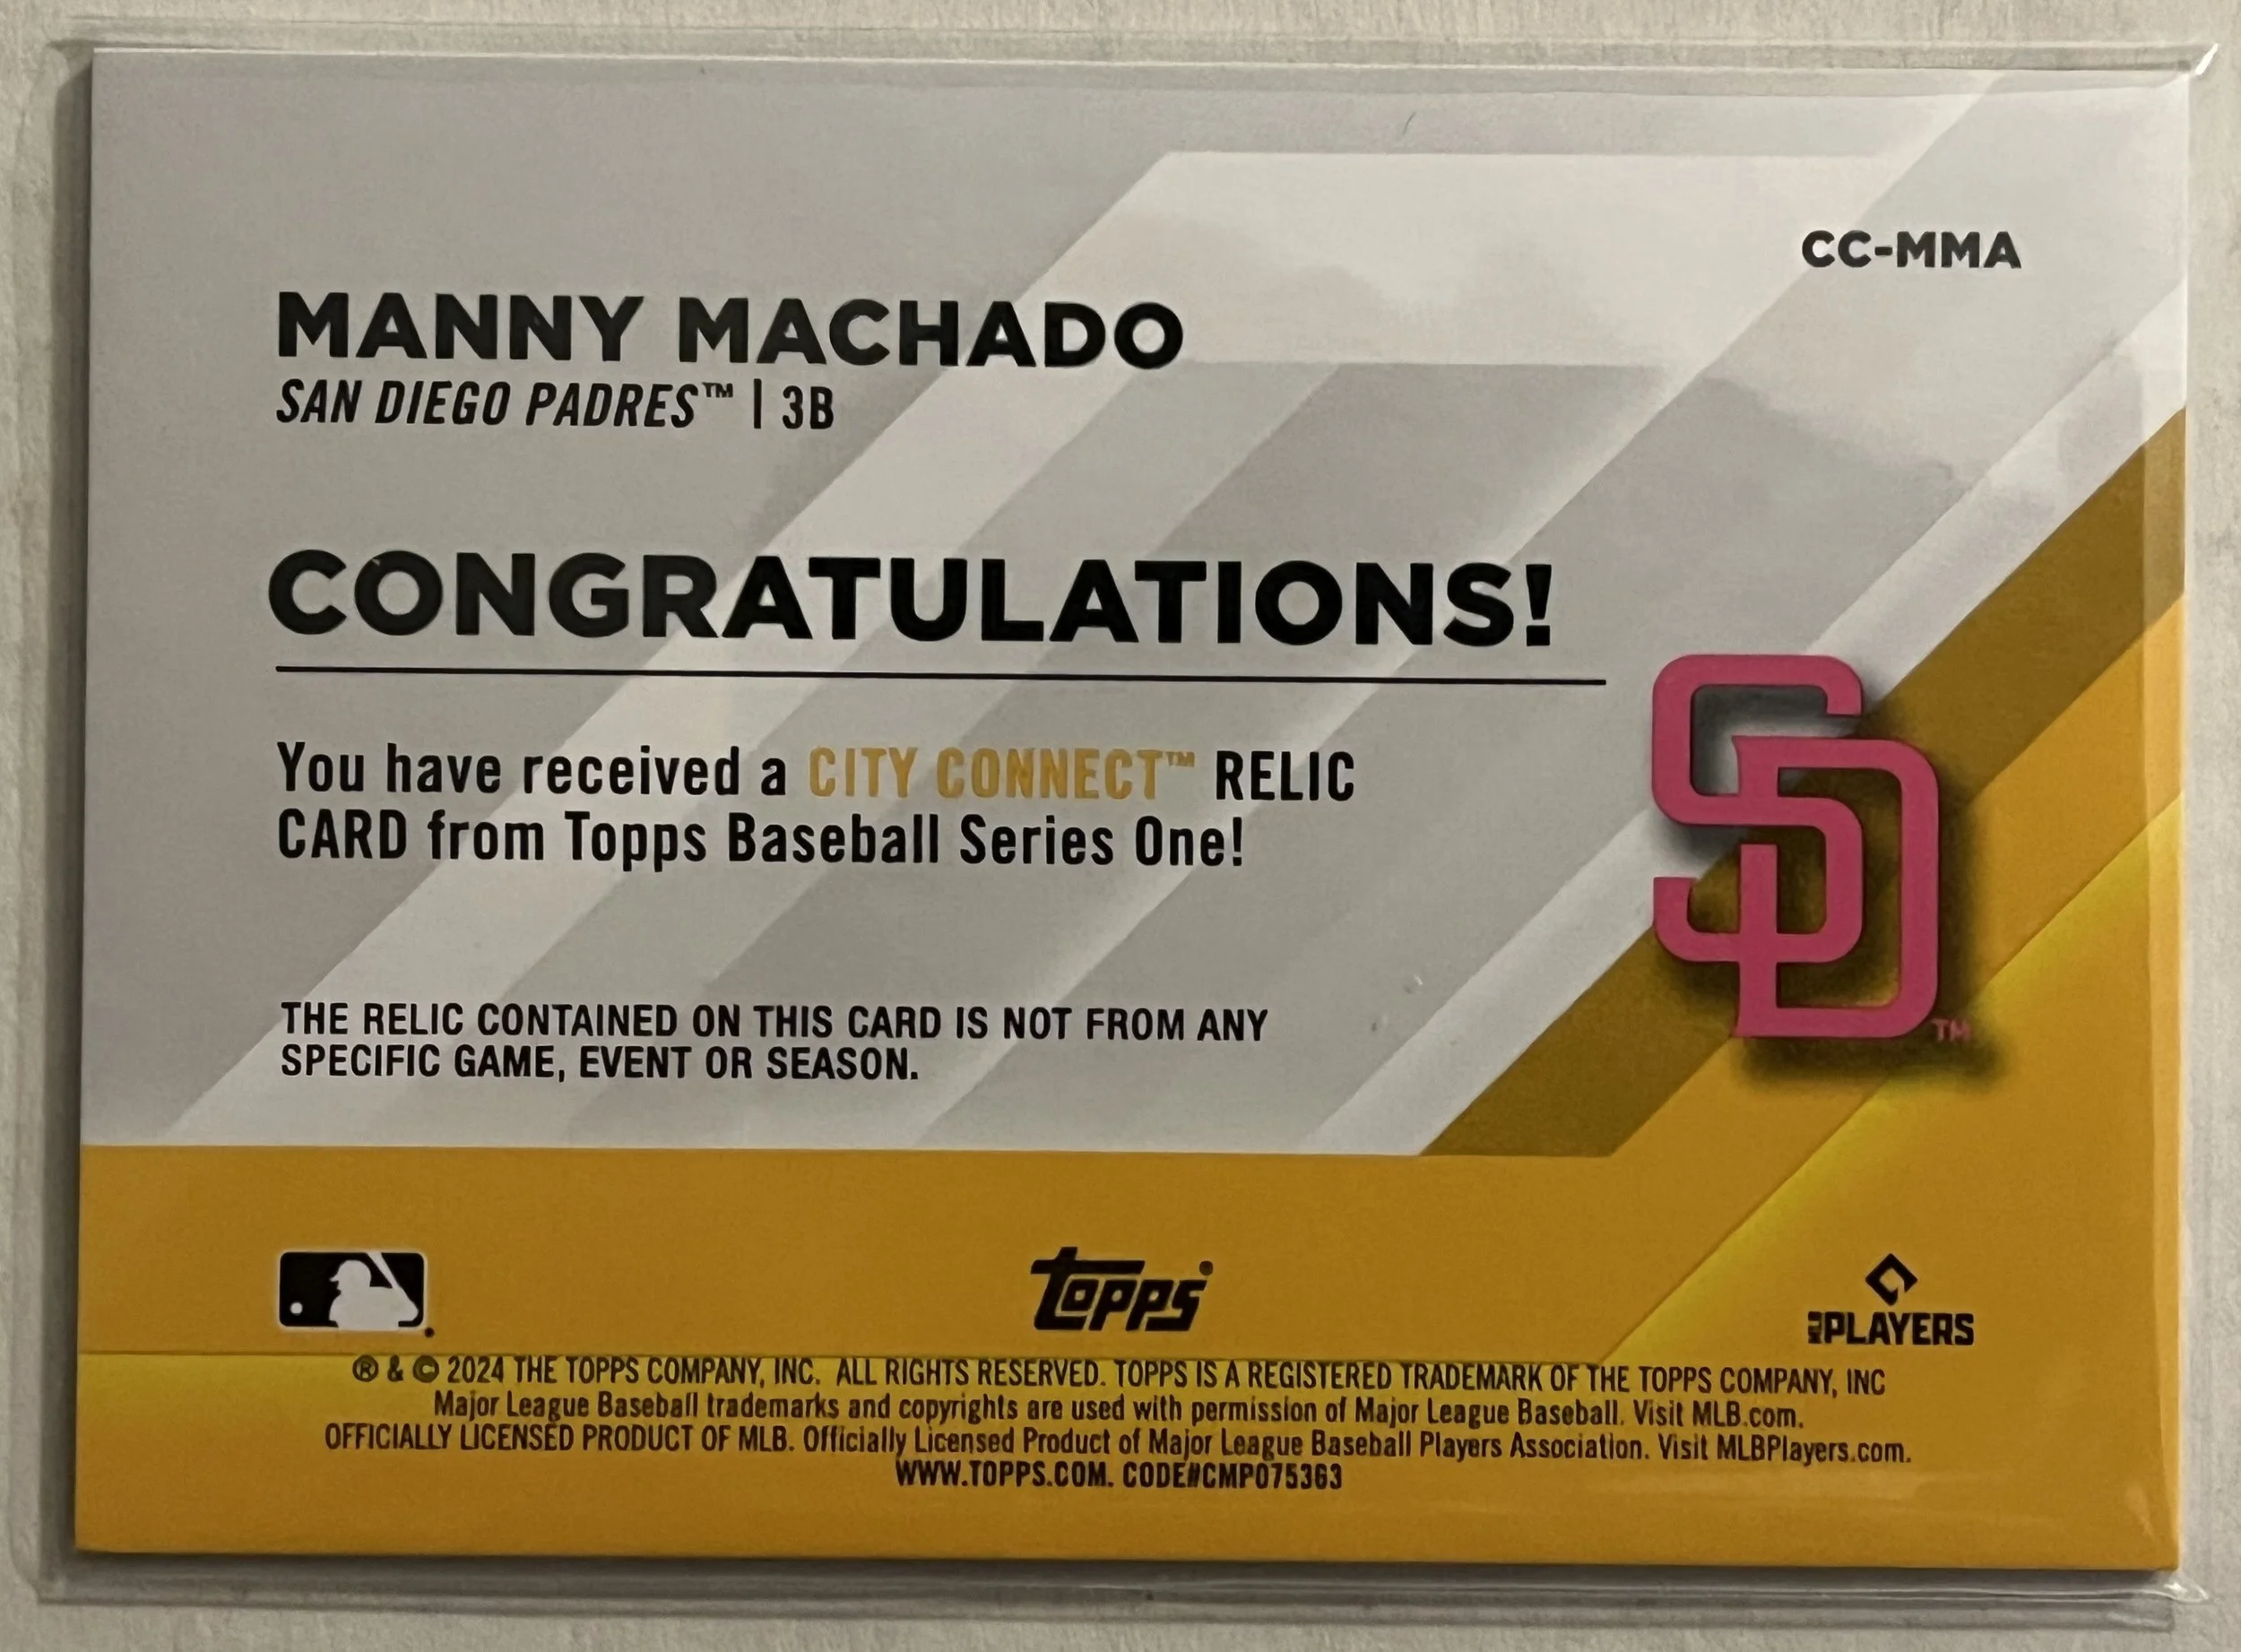 CC-MMA
MANNY MACHADO
SAN DIEGO PADRES™ | 3B
CONGRATULATIONS!
You have received a CITY CONNECT™ RELIC
CARD from Topps Baseball Series One!
SD™
THE RELIC CONTAINED ON THIS CARD IS NOT FROM ANY
SPECIFIC GAME, EVENT OR SEASON.
topps
MLB PLAYERS
® & © 2024 THE TOPPS COMPANY, INC. ALL RIGHTS RESERVED. TOPPS IS A REGISTERED TRADEMARK OF THE TOPPS COMPANY, INC
Major League Baseball trademarks and copyrights are used with permission of Major League Baseball. Visit MLB.com.
OFFICIALLY LICENSED PRODUCT OF MLB. Officially Licensed Product of Major League Baseball Players Association. Visit MLBPlayers.com.
WWW.TOPPS.COM. CODE#CMP075363